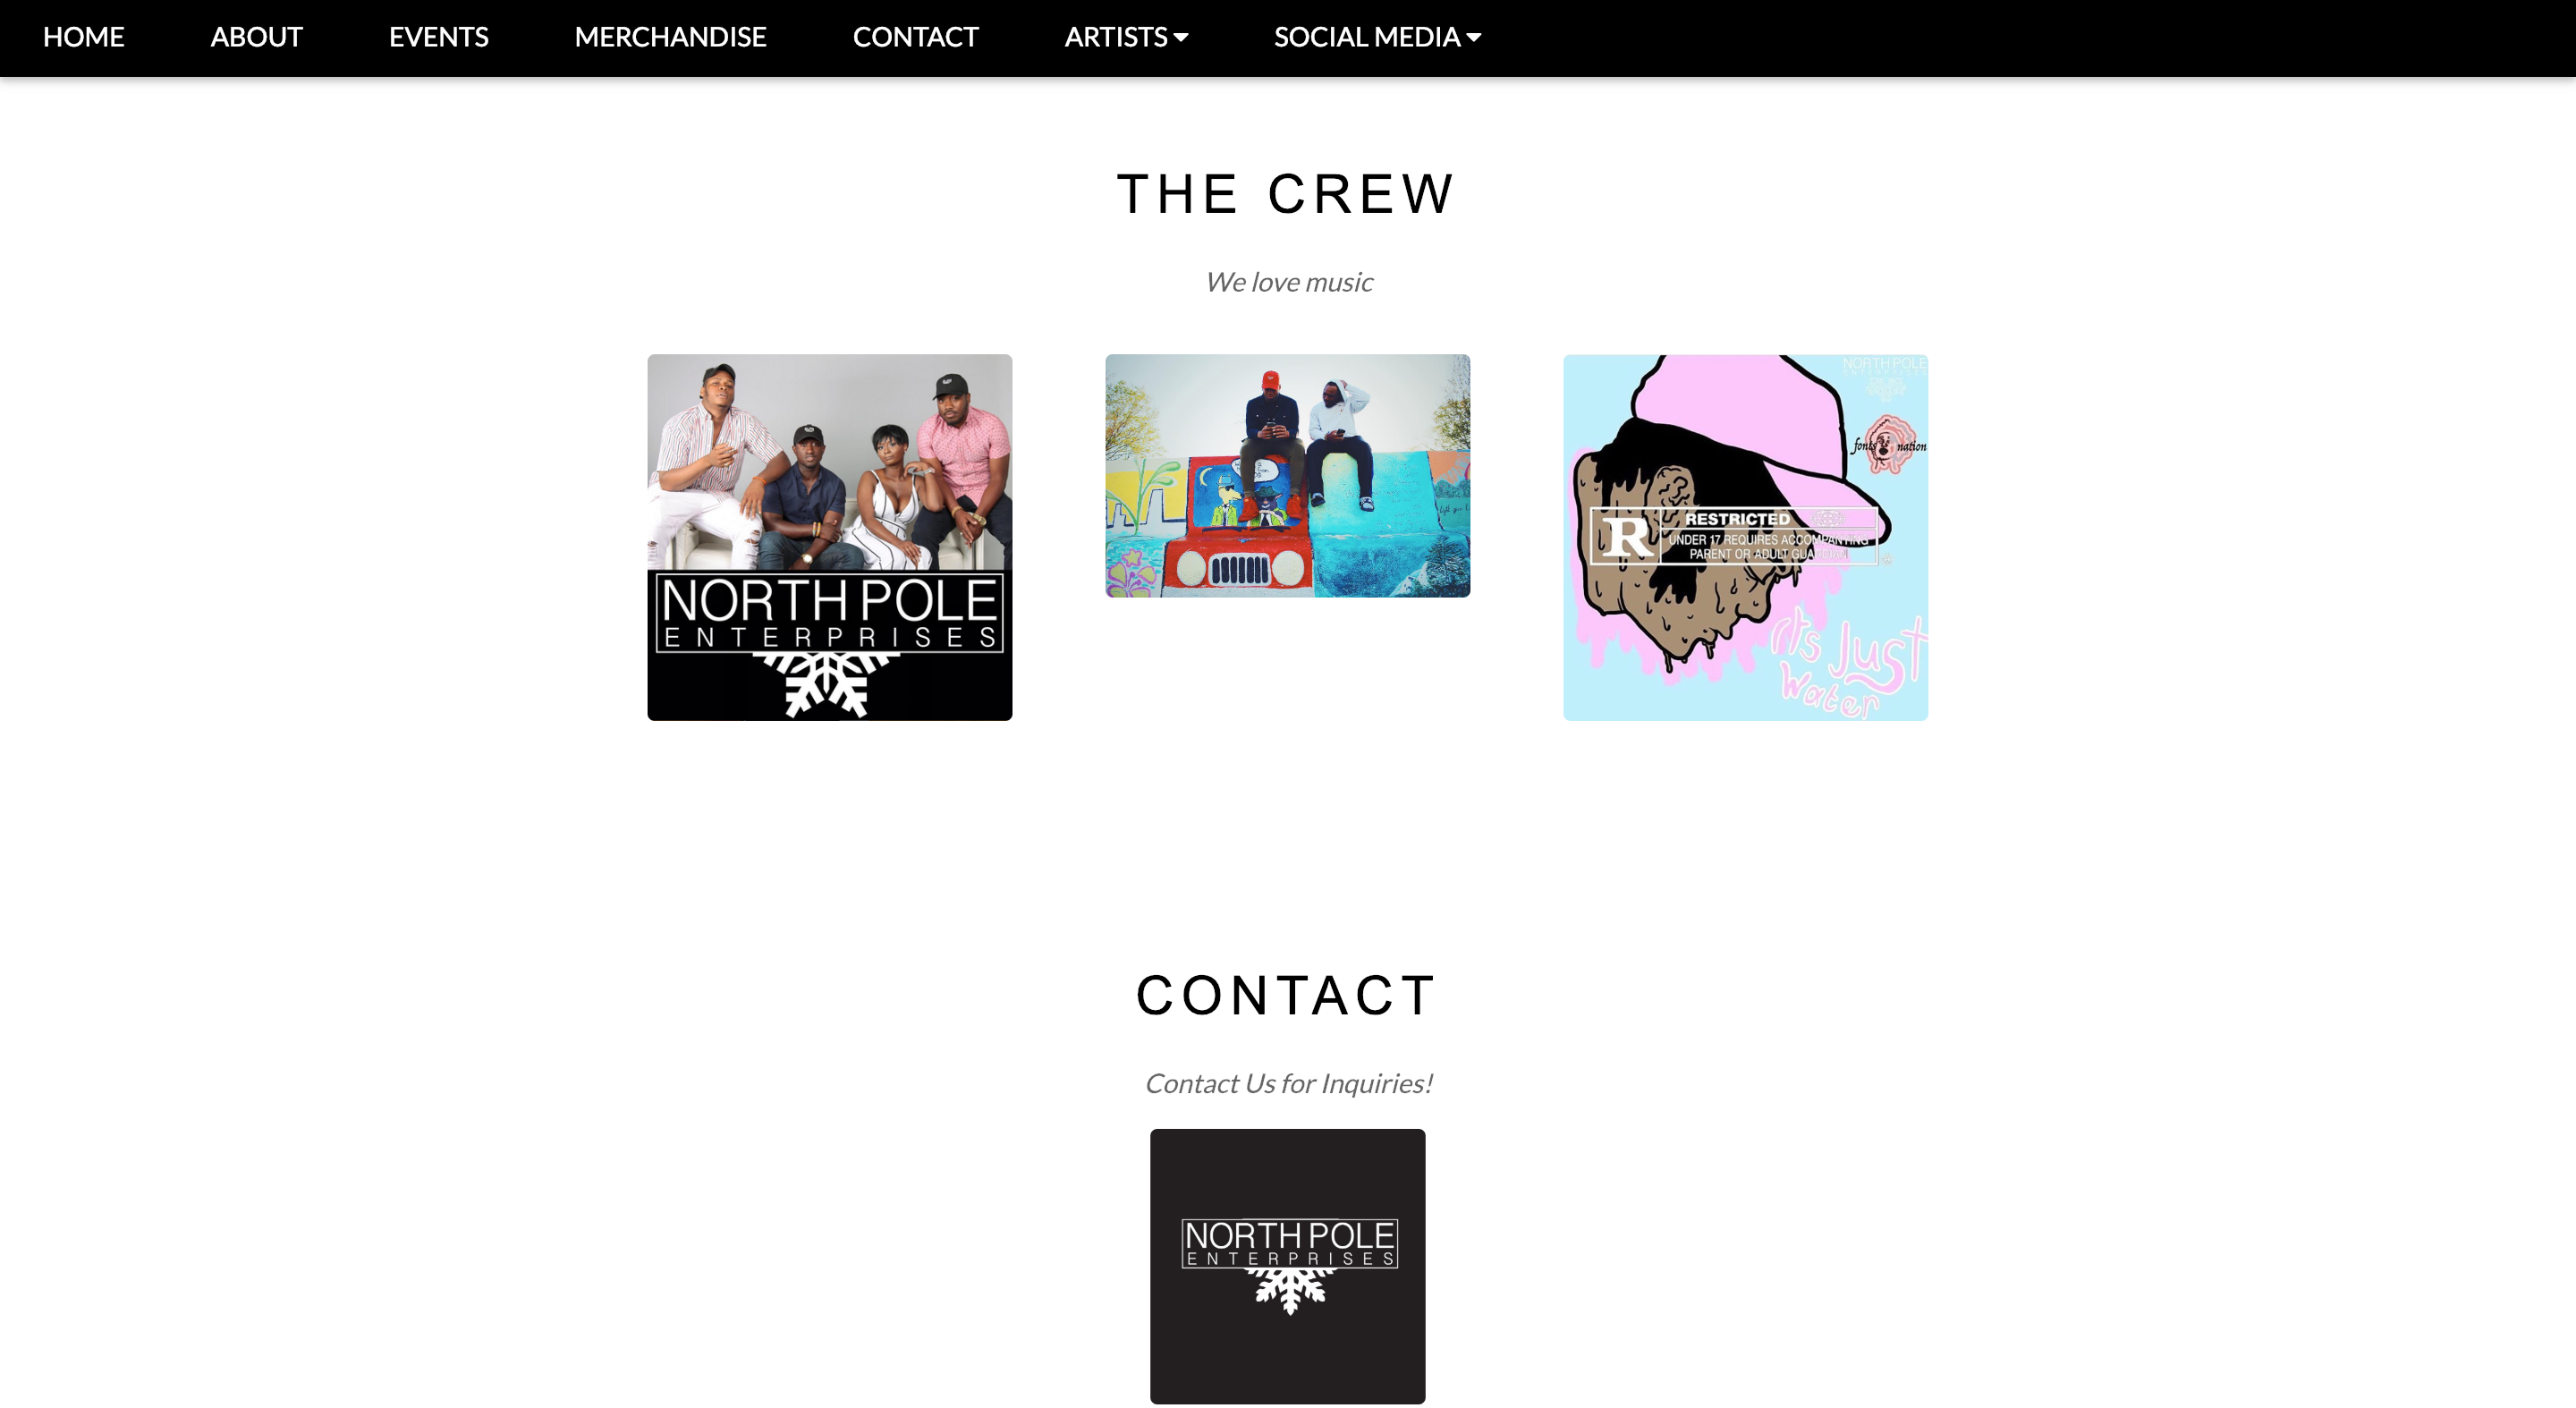 HOME ABOUT EVENTS MERCHANDISE CONTACT ARTISTS SOCIAL MEDIA
THE CREW
We love music
NORTH POLE
ENTERPRISES
NORTH POLE
ENTERPRISES
fonts nation
R RESTRICTED
UNDER 17 REQUIRES ACCOMPANYING
PARENT OR ADULT GUARDIAN
it's Just
Water
CONTACT
Contact Us for Inquiries!
NORTH POLE
ENTERPRISES